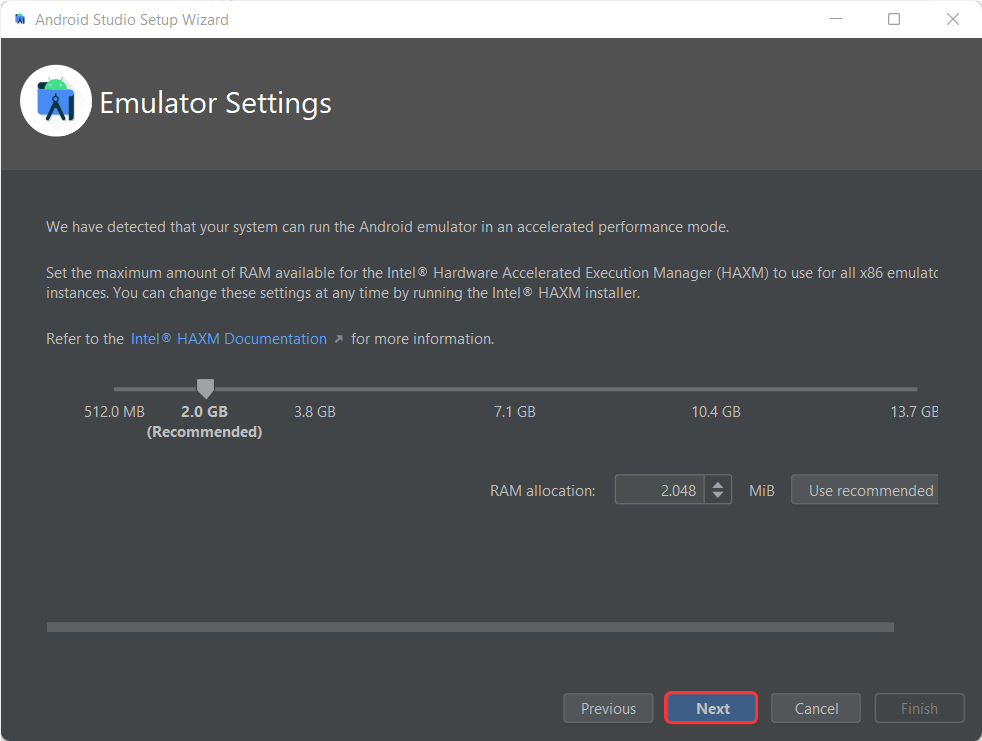 Android Studio Setup Wizard
Emulator Settings
We have detected that your system can run the Android emulator in an accelerated performance mode.
Set the maximum amount of RAM available for the Intel® Hardware Accelerated Execution Manager (HAXM) to use for all x86 emulatc
instances. You can change these settings at any time by running the Intel® HAXM installer.
Refer to the Intel® HAXM Documentation ↗ for more information.
512.0 MB 2.0 GB 3.8 GB 7.1 GB 10.4 GB 13.7 GB
(Recommended)
RAM allocation: 2.048 MiB Use recommended
Previous Next Cancel Finish